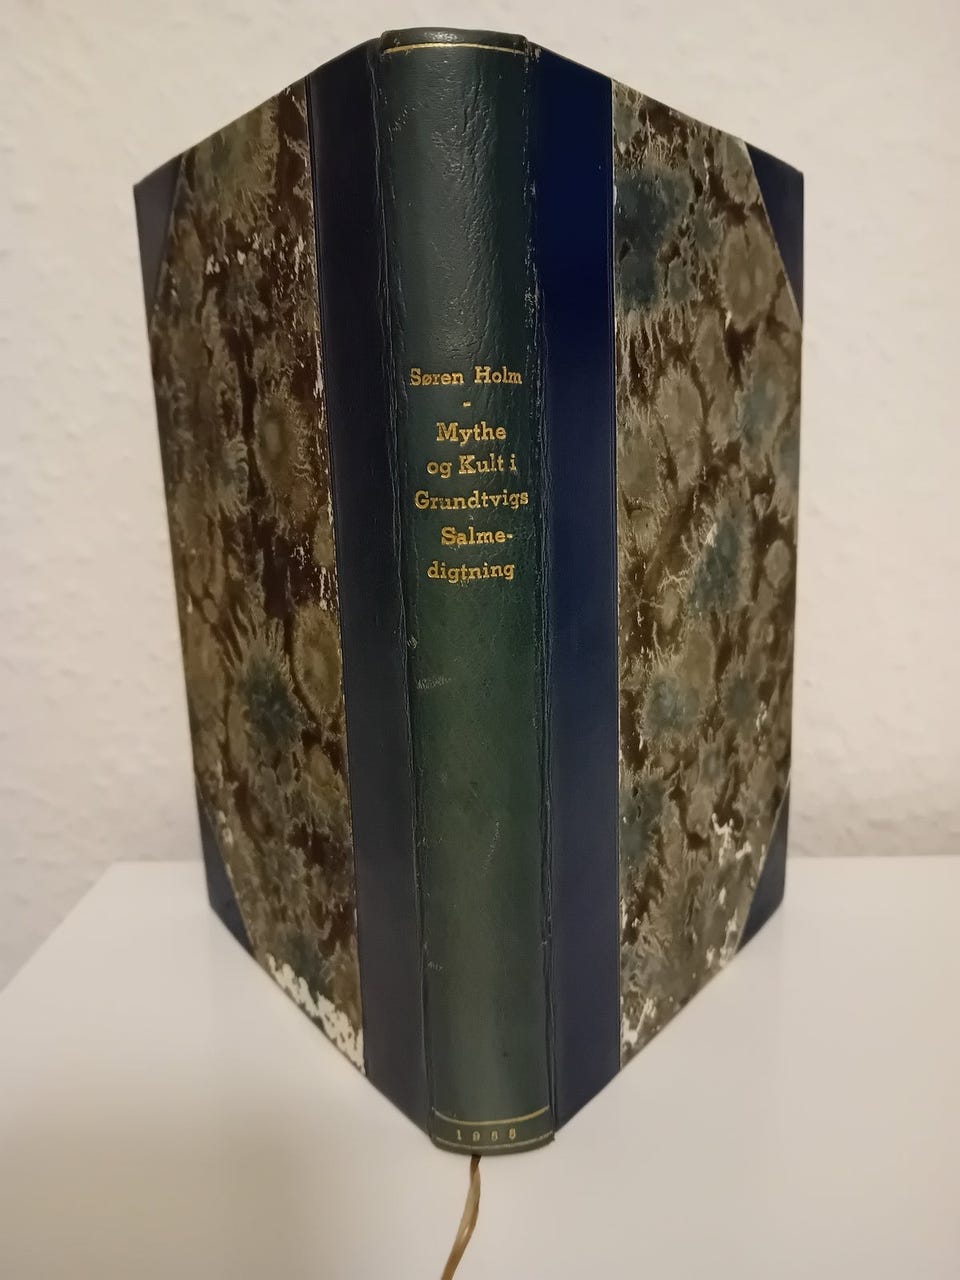 Søren Holm
-
Mythe
og Kult i
Grundtvigs
Salme-
digtning
1955